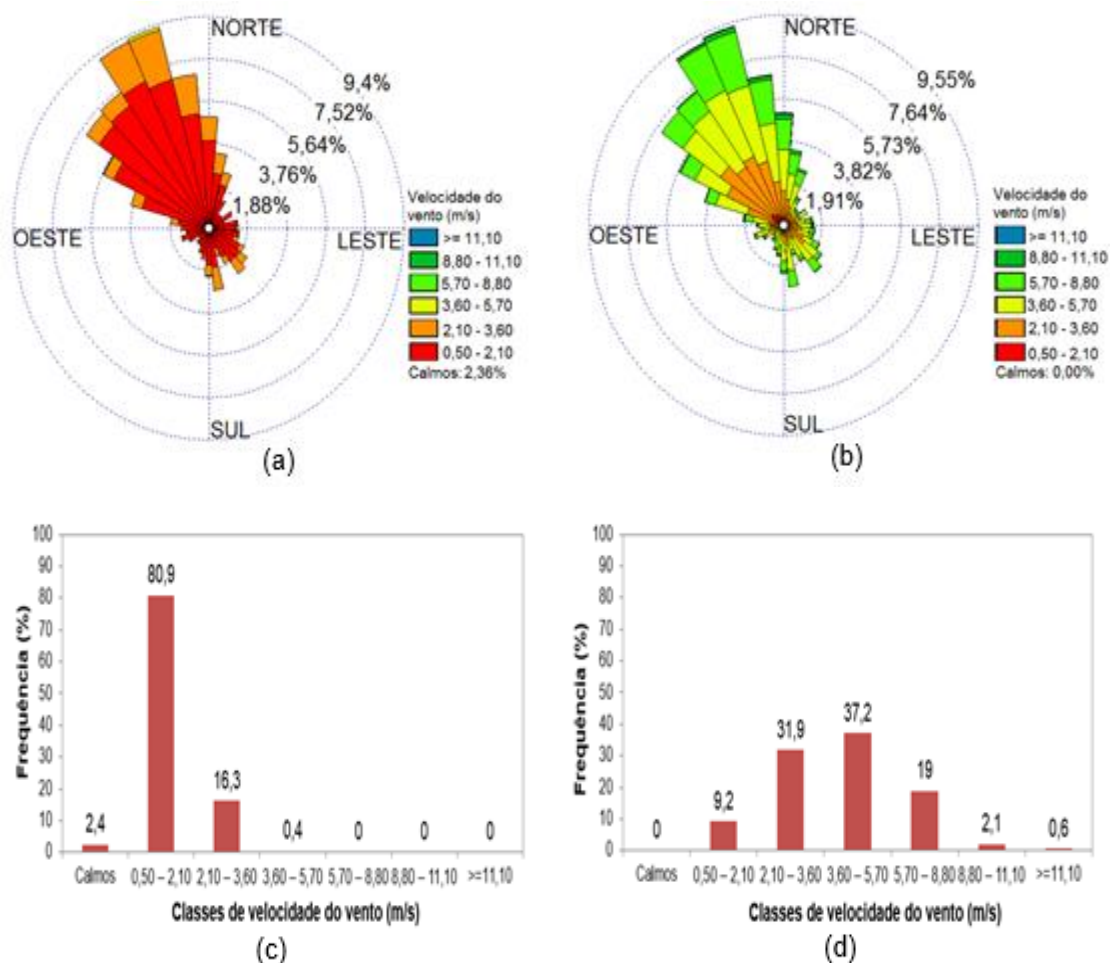 NORTE
9,4%
7,52%
5,64%
3,76%
1,88%
OESTE
LESTE
SUL
Velocidade do
vento (m/s)
>= 11,10
8,80 - 11,10
5,70 - 8,80
3,60 - 5,70
2,10 - 3,60
0,50 - 2,10
Calmos: 2,36%
(a)
NORTE
9,55%
7,64%
5,73%
3,82%
1,91%
OESTE
LESTE
SUL
Velocidade do
vento (m/s)
>= 11,10
8,80 - 11,10
5,70 - 8,80
3,60 - 5,70
2,10 - 3,60
0,50 - 2,10
Calmos: 0,00%
(b)
Frequência (%)
100
90
80
70
60
50
40
30
20
10
0
2,4
80,9
16,3
0,4
0
0
0
Calmos 0,50 – 2,10 2,10 – 3,60 3,60 – 5,70 5,70 – 8,80 8,80 – 11,10 >=11,10
Classes de velocidade do vento (m/s)
(c)
Frequência (%)
100
90
80
70
60
50
40
30
20
10
0
0
9,2
31,9
37,2
19
2,1
0,6
Calmos 0,50 – 2,10 2,10 – 3,60 3,60 – 5,70 5,70 – 8,80 8,80 – 11,10 >=11,10
Classes de velocidade do vento (m/s)
(d)